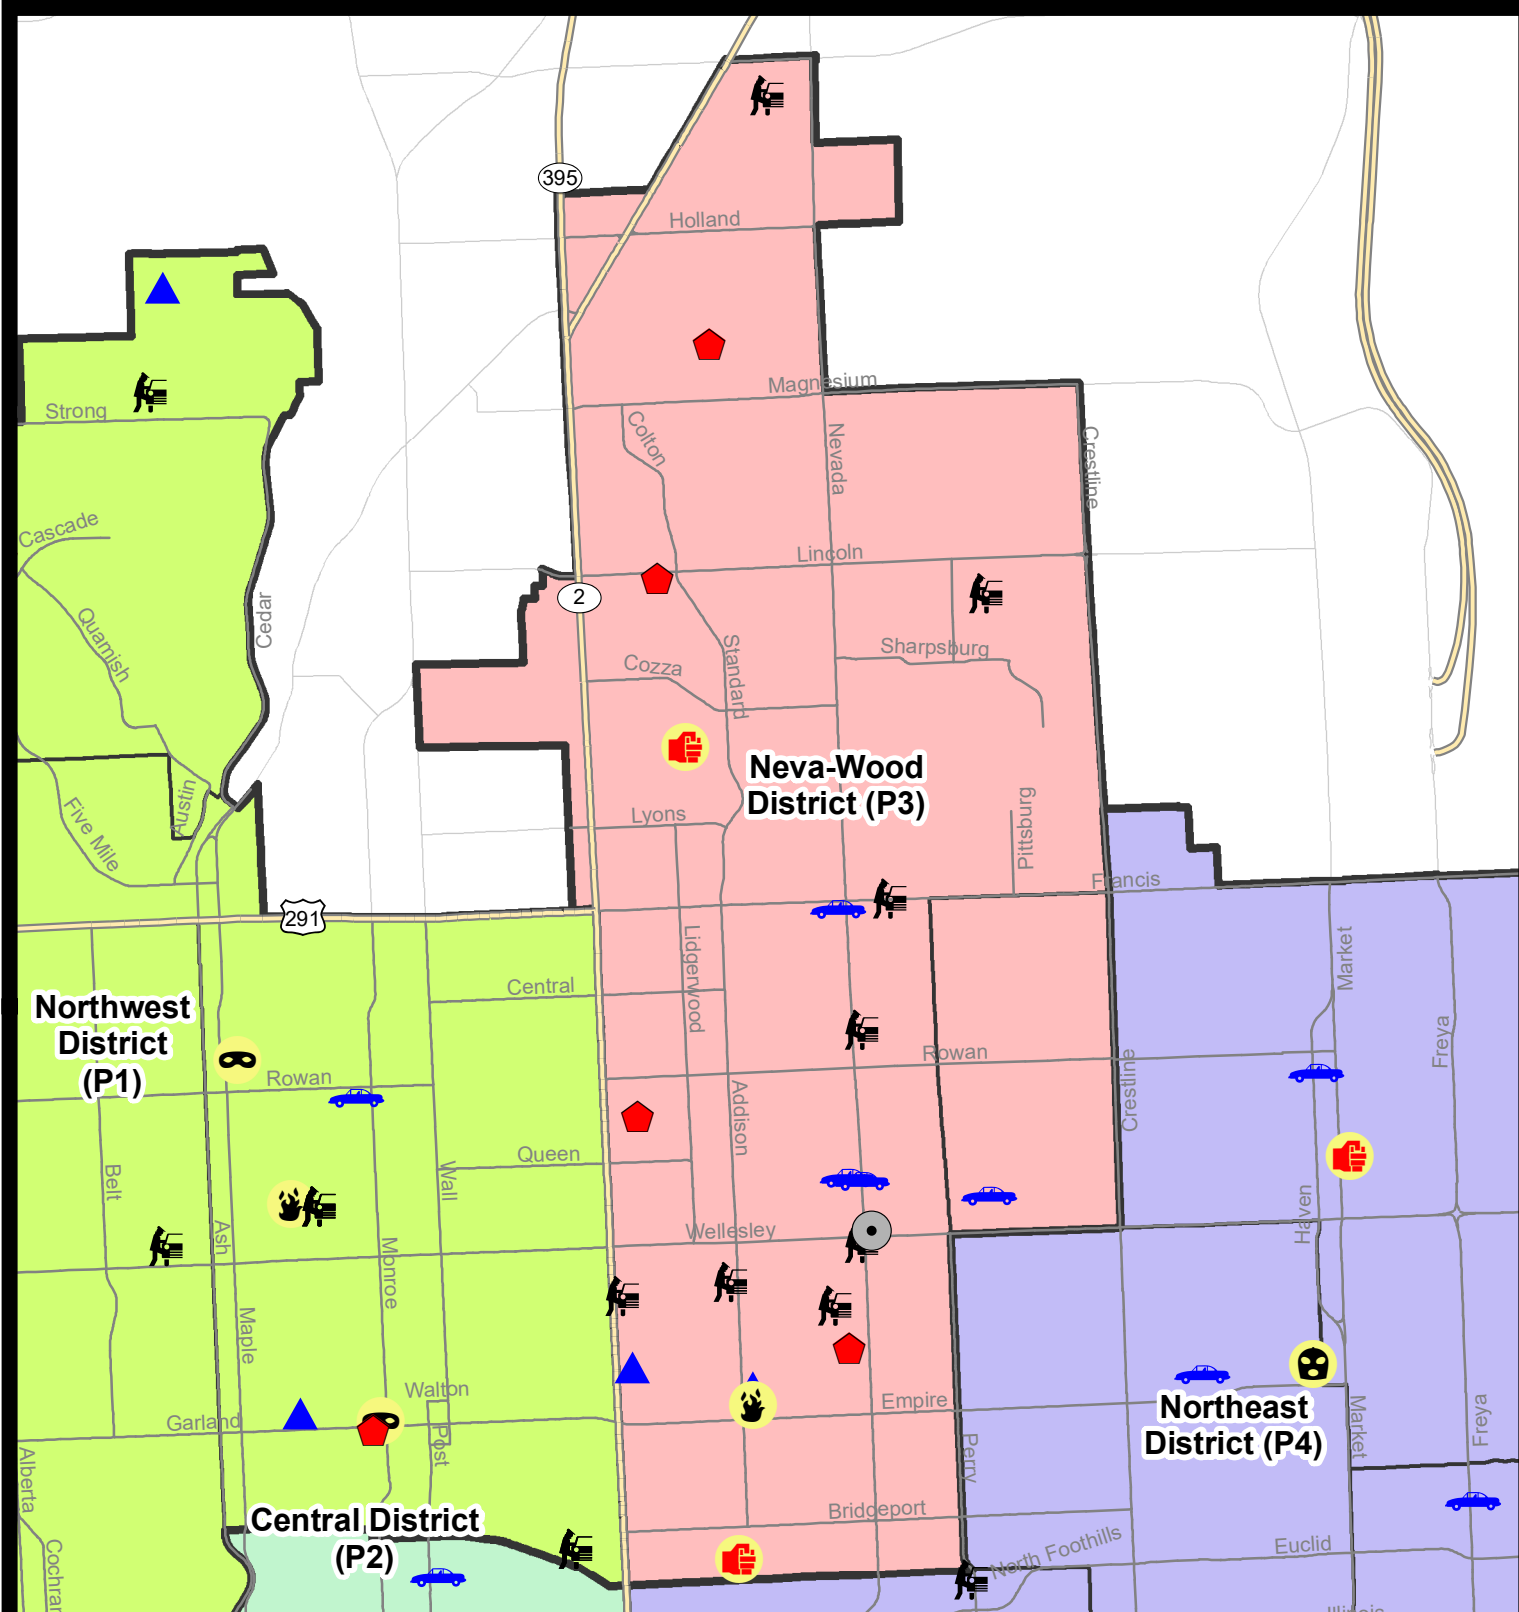 395
Holland
Magnesium
Strong
Colton
Nevada
Crestline
Cascade
Lincoln
2
Cedar
Quamish
Sharpsburg
Cozza
Standard
Neva-Wood
District (P3)
Five Mile
Austin
Lyons
Pittsburg
Francis
291
Lidgerwood
Market
Central
Northwest
District
(P1)
Freya
Rowan
Rowan
Crestline
Addison
Queen
Belt
Wall
Ash
Haven
Wellesley
Monroe
Maple
Walton
Empire
Garland
Northeast
District (P4)
Market
Freya
Post
Perry
Alberta
Bridgeport
Central District
(P2)
North Foothills
Euclid
Cochran